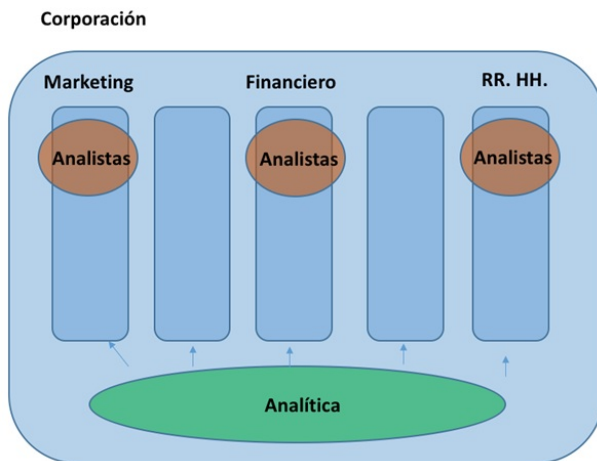 Corporación
Marketing
Financiero
RR. HH.
Analistas
Analistas
Analistas
Analítica